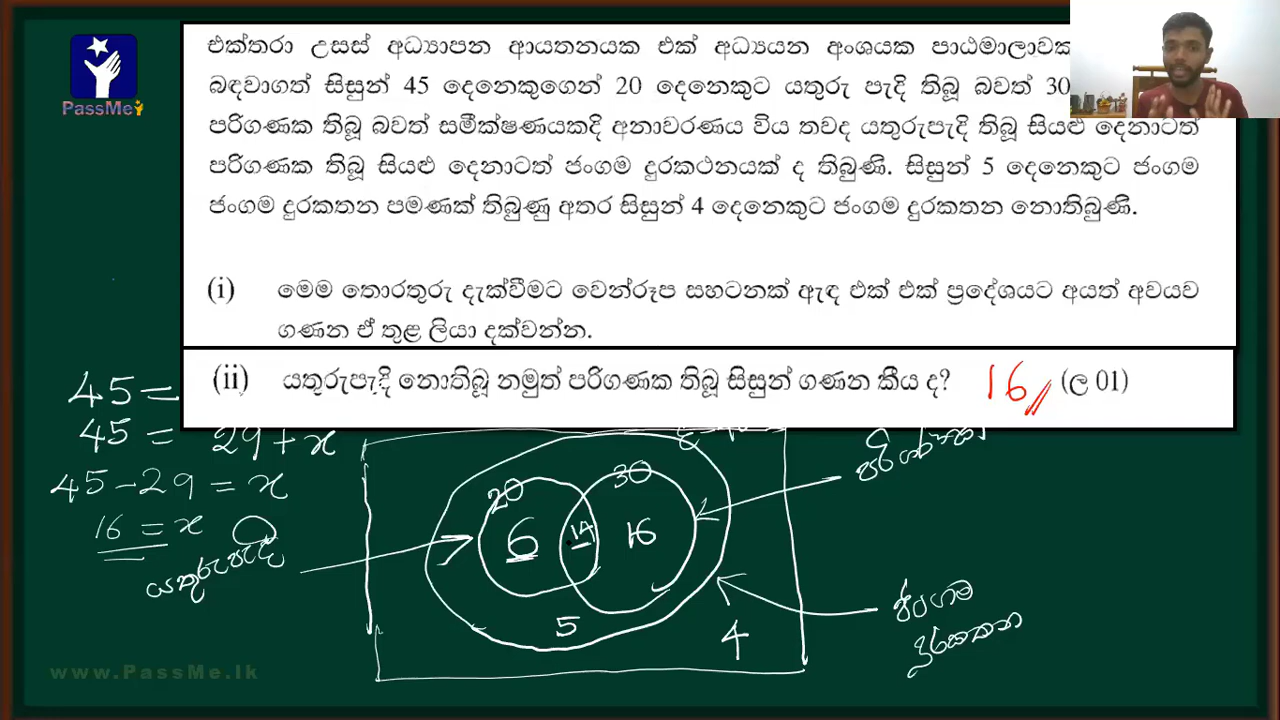 PassMe
එක්තරා උසස් අධ්‍යාපන ආයතනයක එක් අධ්‍යයන අංශයක පාඨමාලාවක
බඳවාගත් සිසුන් 45 දෙනෙකුගෙන් 20 දෙනෙකුට යතුරු පැදි තිබූ බවත් 30
පරිගණක තිබූ බවත් සමීක්ෂණයකදි අනාවරණය විය තවද යතුරුපැදි තිබූ සියළු දෙනාටත්
පරිගණක තිබූ සියළු දෙනාටත් ජංගම දුරකථනයක් ද තිබුණි. සිසුන් 5 දෙනෙකුට ජංගම
ජංගම දුරකතන පමණක් තිබුණු අතර සිසුන් 4 දෙනෙකුට ජංගම දුරකතන නොතිබුණි.
(i) මෙම තොරතුරු දැක්වීමට වෙන්රූප සහටනක් ඇඳ එක් එක් ප්‍රදේශයට අයත් අවයව
ගණන ඒ තුළ ලියා දක්වන්න.
(ii) යතුරුපැදි නොතිබූ නමුත් පරිගණක තිබූ සිසුන් ගණන කීය ද? 16 (ල 01)
45 =
45 = 29 + x
45 - 29 = x
16 = x
යතුරුපැදි
20
30
6
14
16
5
4
ජංගම
දුරකතන
www.PassMe.lk